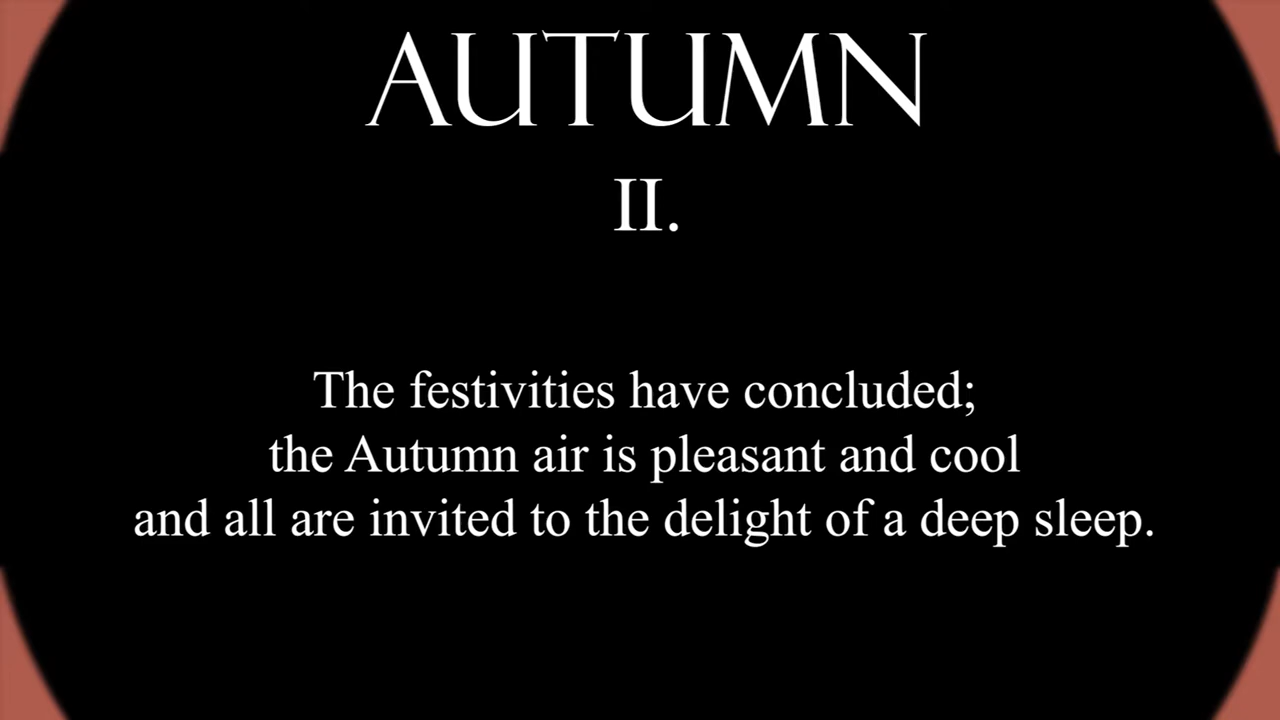 AUTUMN
II.
The festivities have concluded;
the Autumn air is pleasant and cool
and all are invited to the delight of a deep sleep.